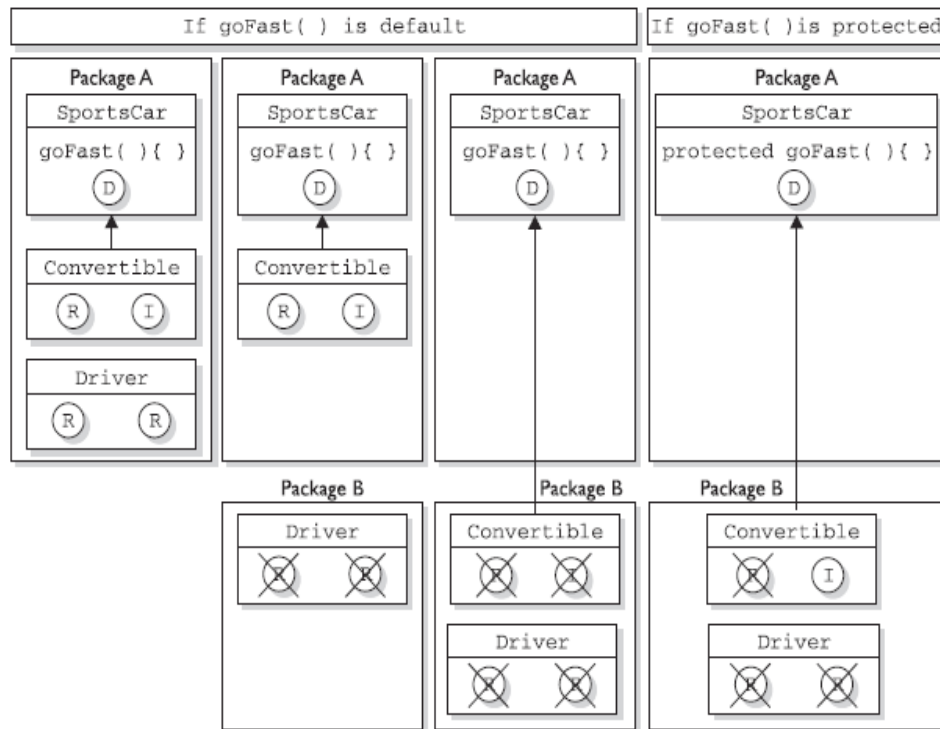 If goFast( ) is default
If goFast( )is protected
Package A
Package A
Package A
Package A
SportsCar
SportsCar
SportsCar
SportsCar
goFast( ){ }
goFast( ){ }
goFast( ){ }
protected goFast( ){ }
D
D
D
D
Convertible
Convertible
R I
R I
Driver
R R
Package B
Package B
Package B
Driver
Convertible
Convertible
R R
R I
R I
Driver
Driver
R R
R R